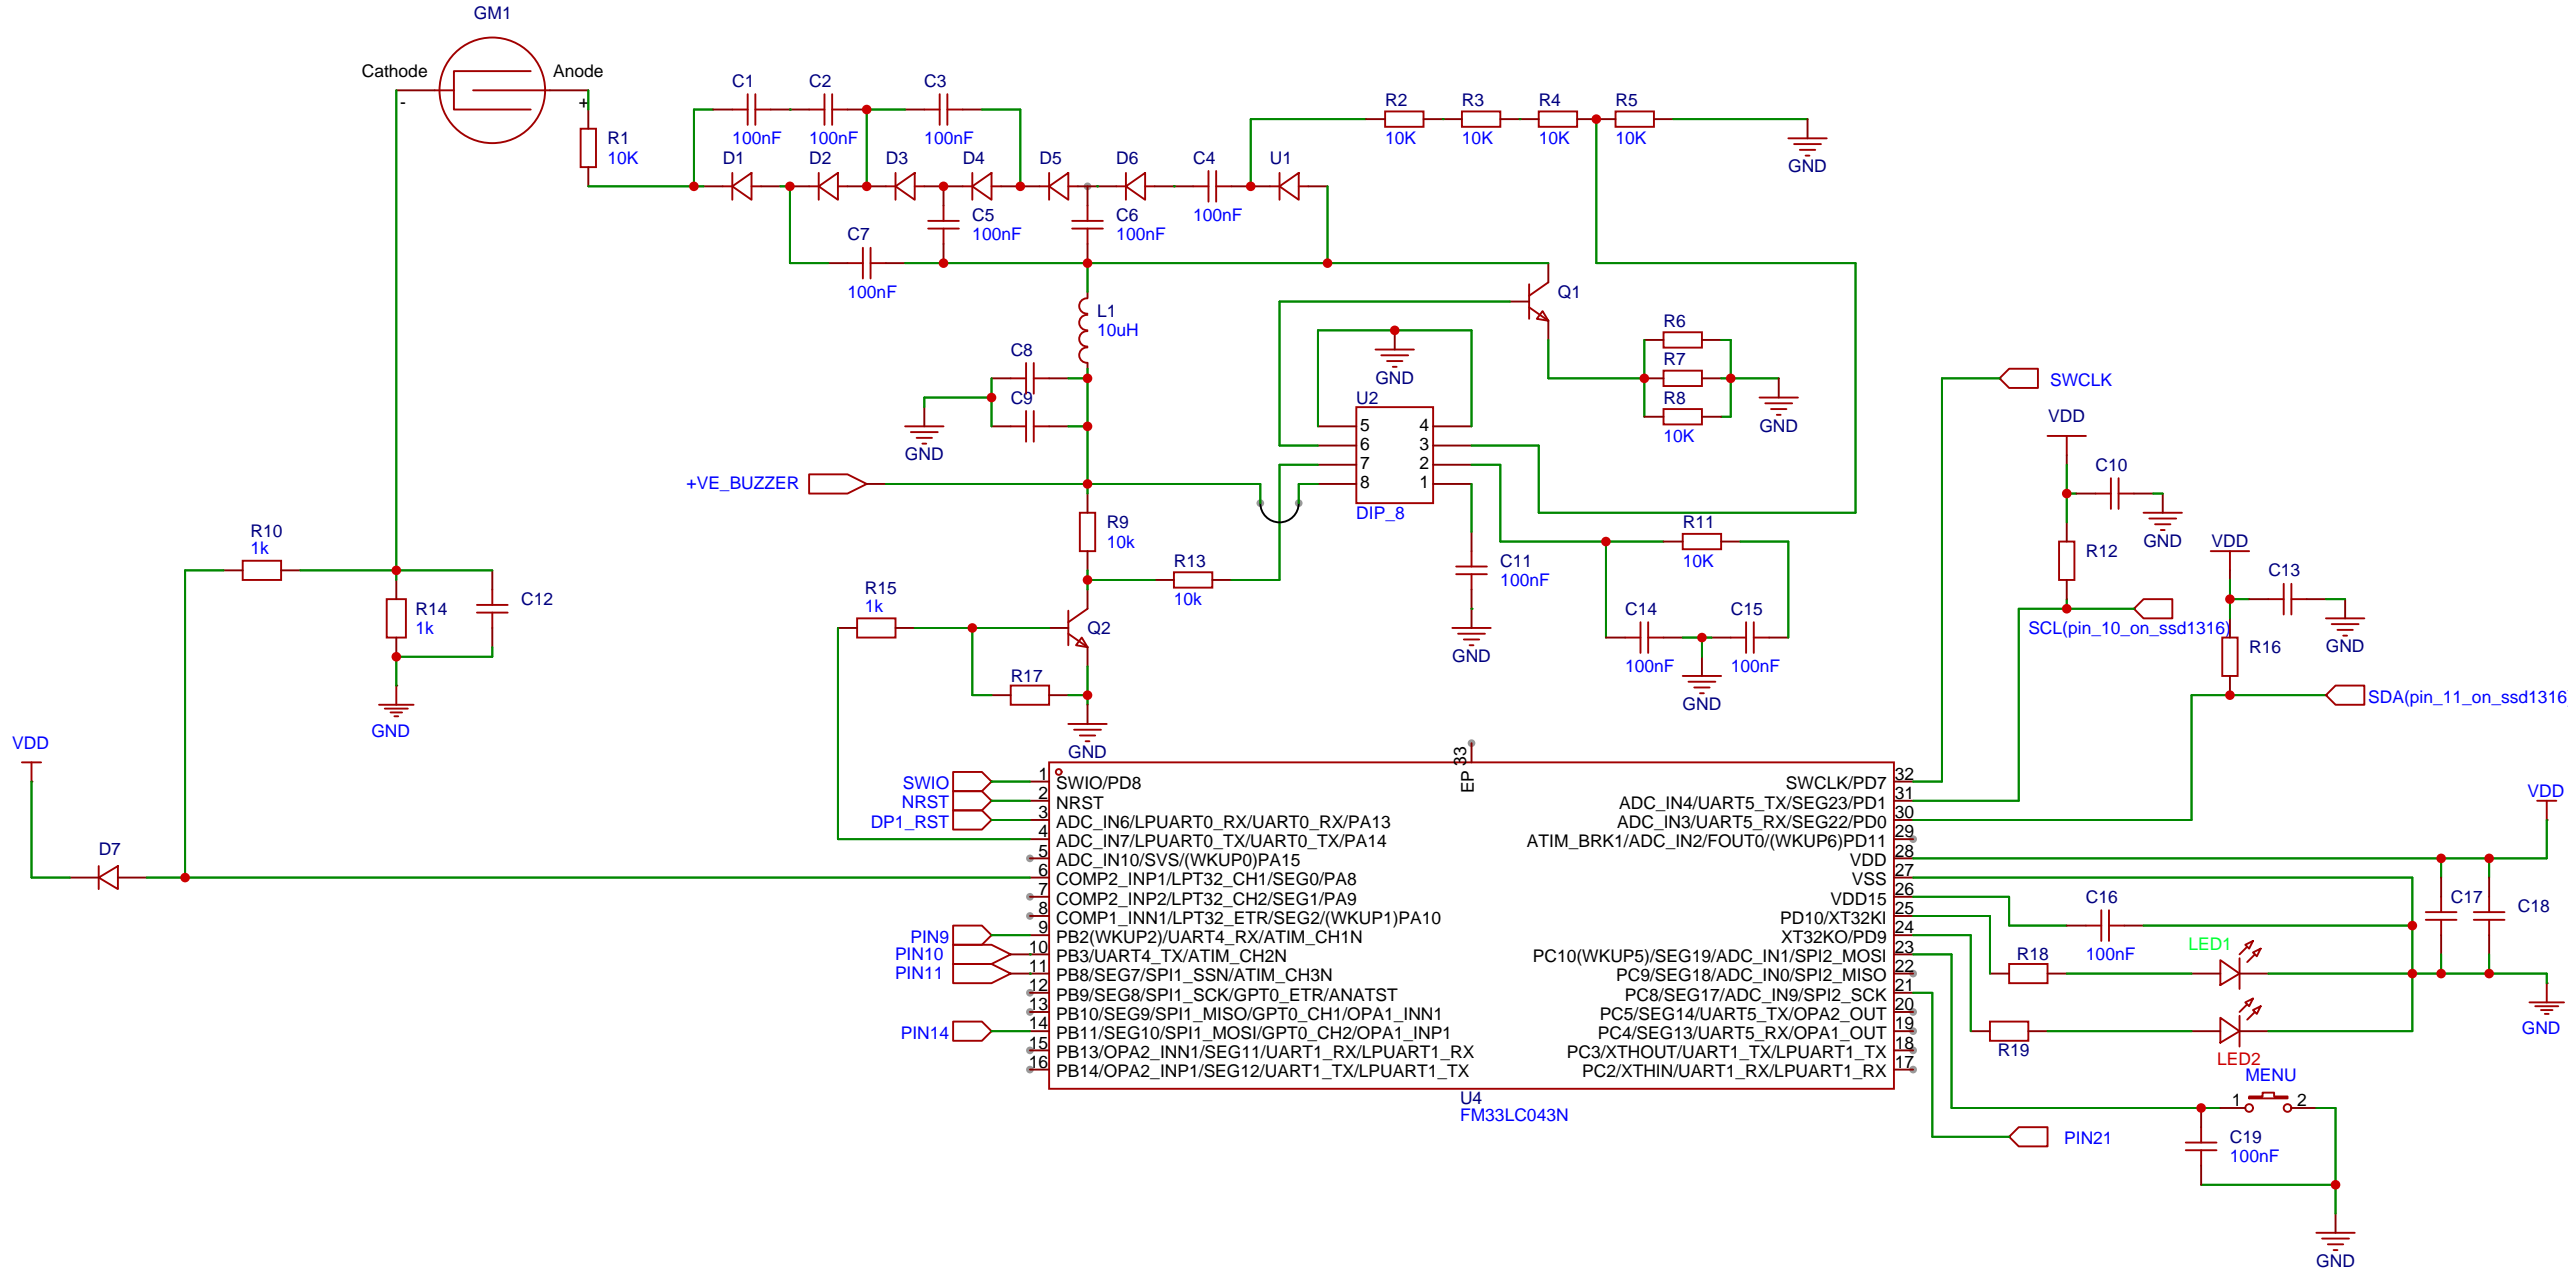 GM1
Cathode
Anode
-
+
R1
10K
C1
100nF
C2
100nF
C3
100nF
D1
D2
D3
D4
D5
D6
C4
100nF
U1
C5
100nF
C6
100nF
C7
100nF
R2
10K
R3
10K
R4
10K
R5
10K
GND
Q1
L1
10uH
C8
C9
GND
GND
U2
5
6
7
8
4
3
2
1
DIP_8
R6
R7
R8
10K
GND
SWCLK
VDD
C10
GND
R12
SCL(pin_10_on_ssd1316)
VDD
C13
GND
R16
SDA(pin_11_on_ssd1316
+VE_BUZZER
R9
10k
R13
10k
R15
1k
Q2
R17
GND
C11
100nF
GND
R11
10K
C14
100nF
C15
100nF
GND
R10
1k
R14
1k
C12
GND
VDD
D7
SWIO
NRST
DP1_RST
PIN9
PIN10
PIN11
PIN14
EP 33
1 SWIO/PD8
2 NRST
3 ADC_IN6/LPUART0_RX/UART0_RX/PA13
4 ADC_IN7/LPUART0_TX/UART0_TX/PA14
5 ADC_IN10/SVS/(WKUP0)PA15
6 COMP2_INP1/LPT32_CH1/SEG0/PA8
7 COMP2_INP2/LPT32_CH2/SEG1/PA9
8 COMP1_INN1/LPT32_ETR/SEG2/(WKUP1)PA10
9 PB2(WKUP2)/UART4_RX/ATIM_CH1N
10 PB3/UART4_TX/ATIM_CH2N
11 PB8/SEG7/SPI1_SSN/ATIM_CH3N
12 PB9/SEG8/SPI1_SCK/GPT0_ETR/ANATST
13 PB10/SEG9/SPI1_MISO/GPT0_CH1/OPA1_INN1
14 PB11/SEG10/SPI1_MOSI/GPT0_CH2/OPA1_INP1
15 PB13/OPA2_INN1/SEG11/UART1_RX/LPUART1_RX
16 PB14/OPA2_INP1/SEG12/UART1_TX/LPUART1_TX
SWCLK/PD7 32
ADC_IN4/UART5_TX/SEG23/PD1 31
ADC_IN3/UART5_RX/SEG22/PD0 30
ATIM_BRK1/ADC_IN2/FOUT0/(WKUP6)PD11 29
VDD 28
VSS 27
VDD15 26
PD10/XT32KI 25
XT32KO/PD9 24
PC10(WKUP5)/SEG19/ADC_IN1/SPI2_MOSI 23
PC9/SEG18/ADC_IN0/SPI2_MISO 22
PC8/SEG17/ADC_IN9/SPI2_SCK 21
PC5/SEG14/UART5_TX/OPA2_OUT 20
PC4/SEG13/UART5_RX/OPA1_OUT 19
PC3/XTHOUT/UART1_TX/LPUART1_TX 18
PC2/XTHIN/UART1_RX/LPUART1_RX 17
U4
FM33LC043N
VDD
C17
C18
C16
100nF
R18
LED1
R19
LED2
GND
MENU
1
2
C19
100nF
PIN21
GND